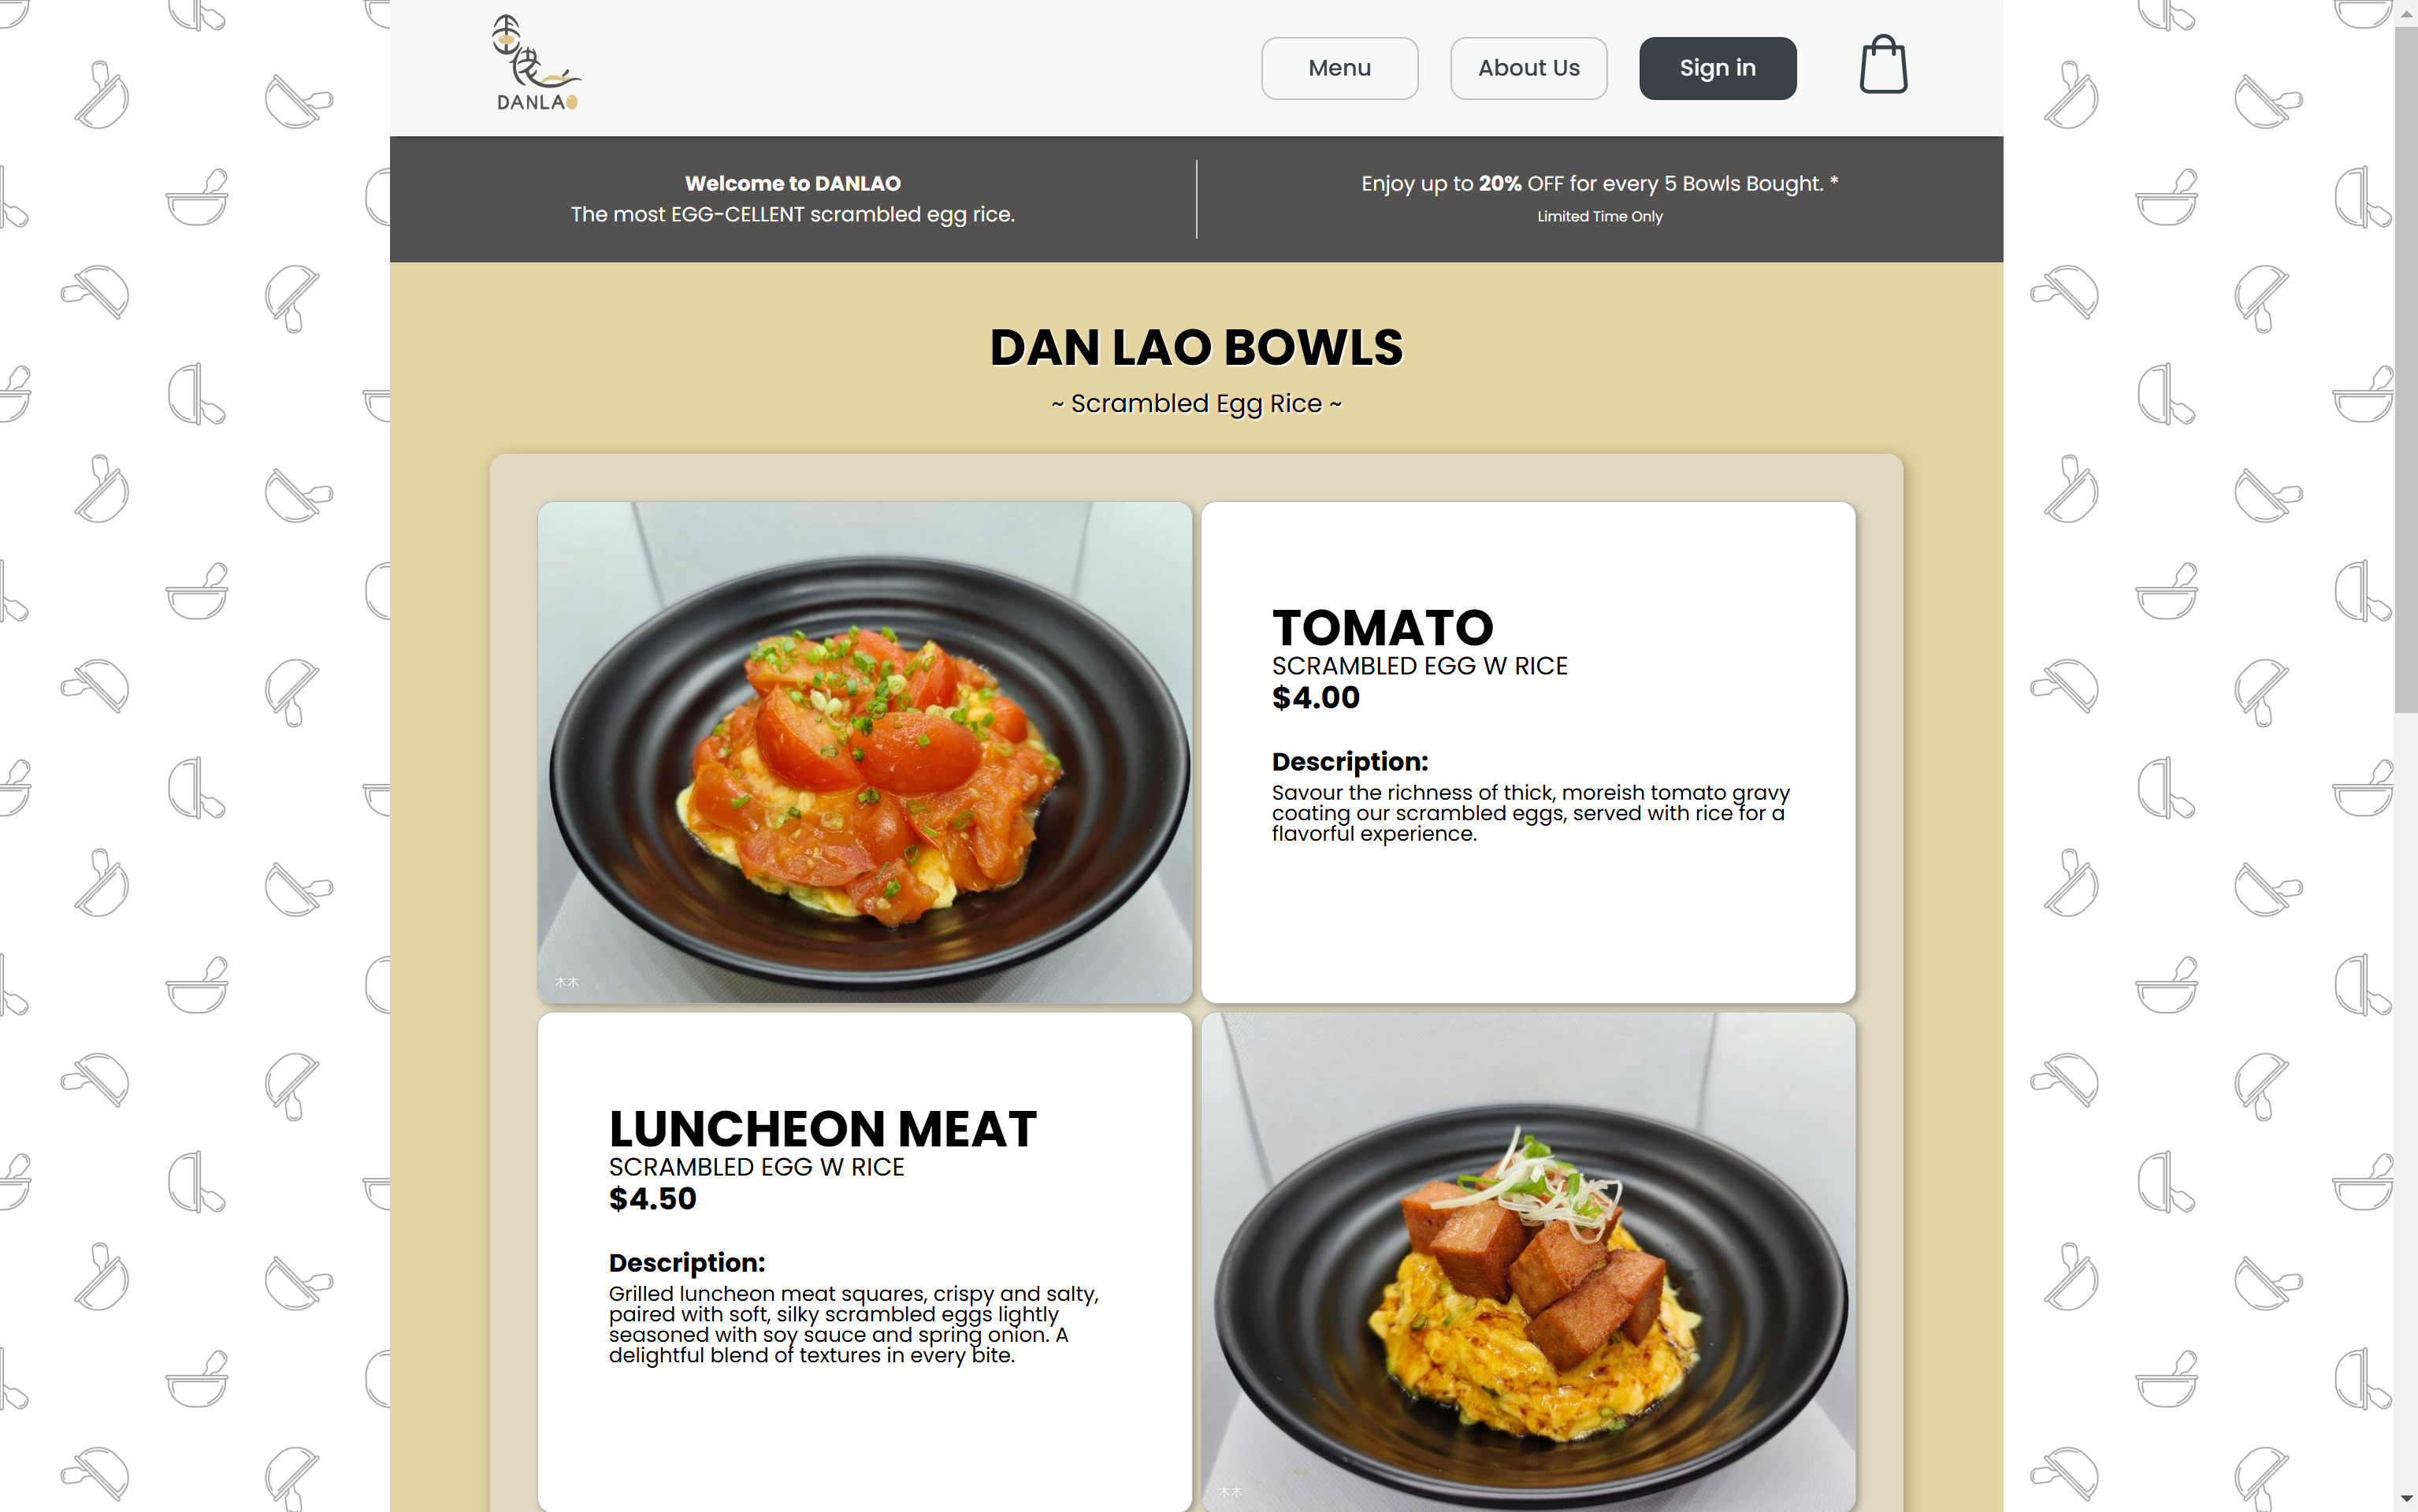 DANLAO
Menu
About Us
Sign in
Welcome to DANLAO
The most EGG-CELLENT scrambled egg rice.
Enjoy up to 20% OFF for every 5 Bowls Bought. *
Limited Time Only
DAN LAO BOWLS
~ Scrambled Egg Rice ~
TOMATO
SCRAMBLED EGG W RICE
$4.00
Description:
Savour the richness of thick, moreish tomato gravy
coating our scrambled eggs, served with rice for a
flavorful experience.
木木
LUNCHEON MEAT
SCRAMBLED EGG W RICE
$4.50
Description:
Grilled luncheon meat squares, crispy and salty,
paired with soft, silky scrambled eggs lightly
seasoned with soy sauce and spring onion. A
delightful blend of textures in every bite.
木木